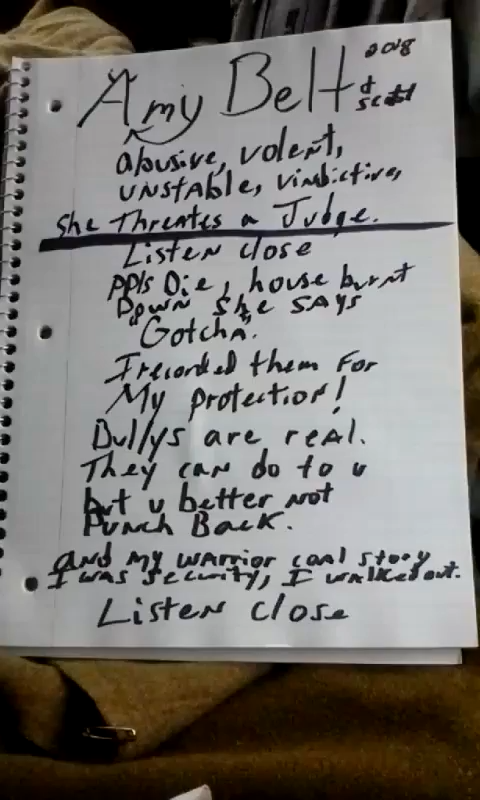 2018
Amy Belt
& scott
abusive, volent,
UNSTABLE, vindictive,
She Threates a Judge.
Listen close
ppls Die, house burnt
Down she says
"Gotcha".
I recorded them for
My protection!
Bullys are real.
They can do to u
but u better not
Punch Back.
and my warrior coal story
I was security, I walked out.
Listen close